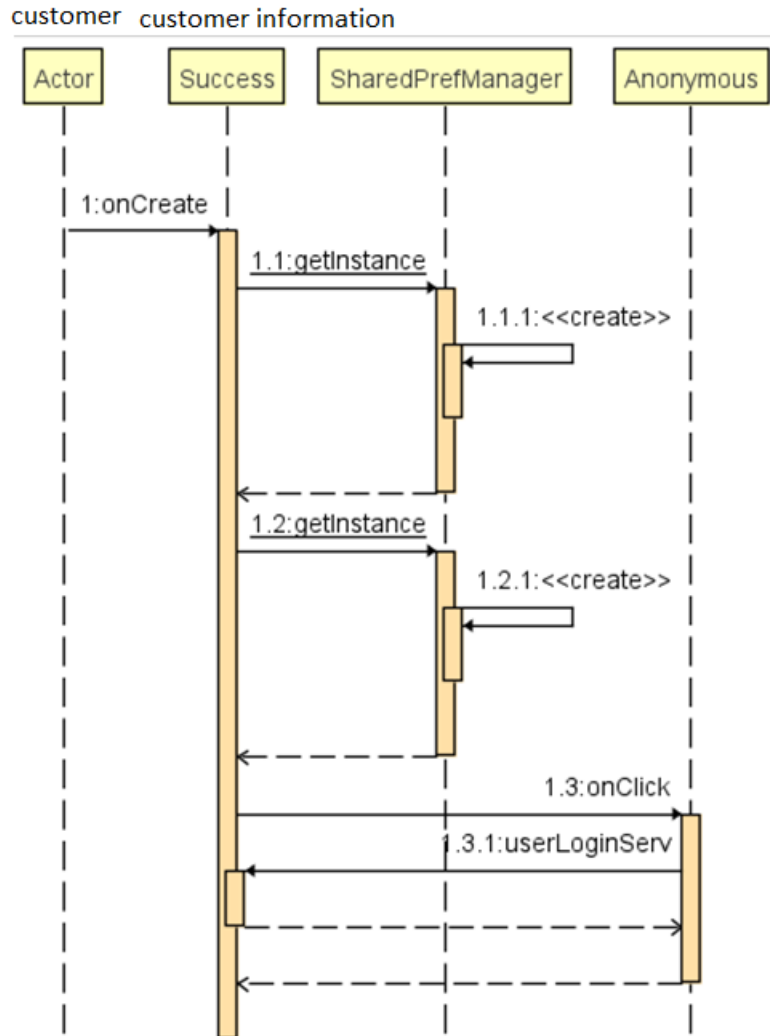 customer customer information
Actor Success SharedPrefManager Anonymous
1:onCreate
1.1:getInstance
1.1.1:<<create>>
1.2:getInstance
1.2.1:<<create>>
1.3:onClick
1.3.1:userLoginServ